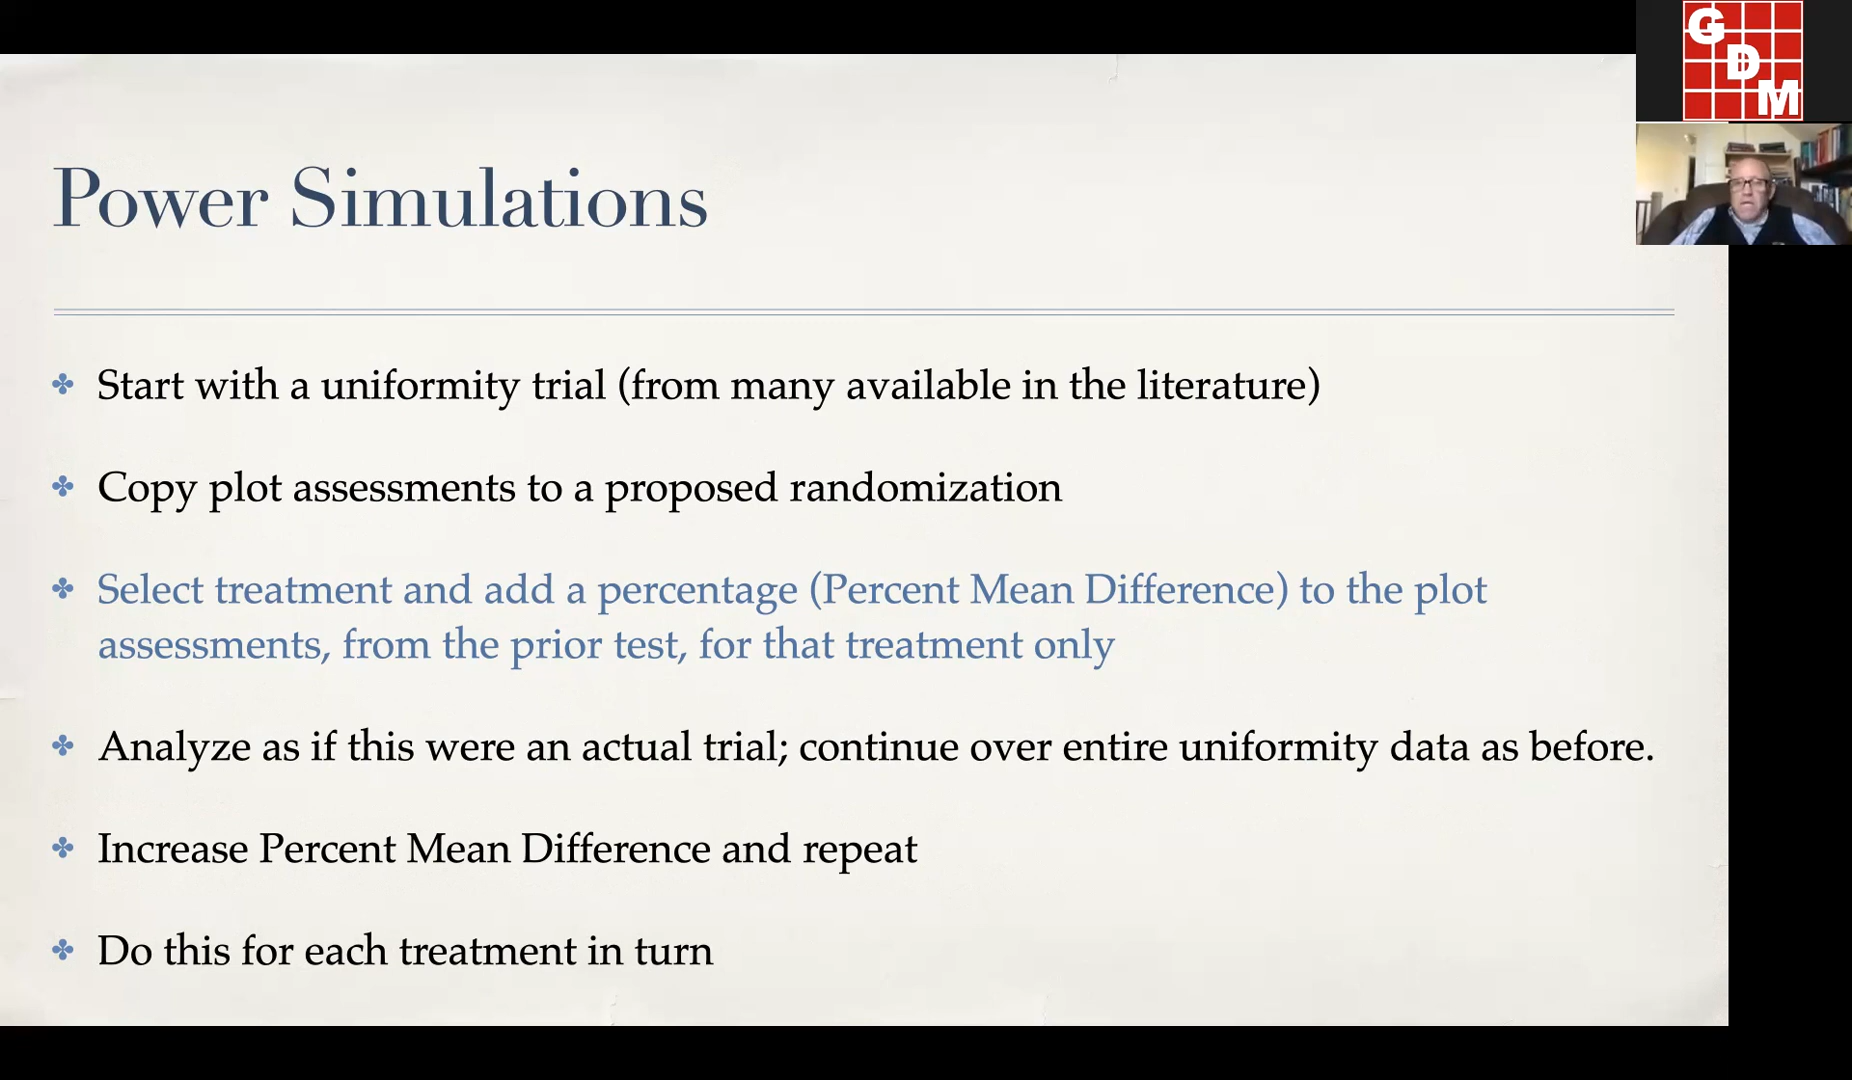 G
D
M
Power Simulations
Start with a uniformity trial (from many available in the literature)
Copy plot assessments to a proposed randomization
Select treatment and add a percentage (Percent Mean Difference) to the plot
assessments, from the prior test, for that treatment only
Analyze as if this were an actual trial; continue over entire uniformity data as before.
Increase Percent Mean Difference and repeat
Do this for each treatment in turn